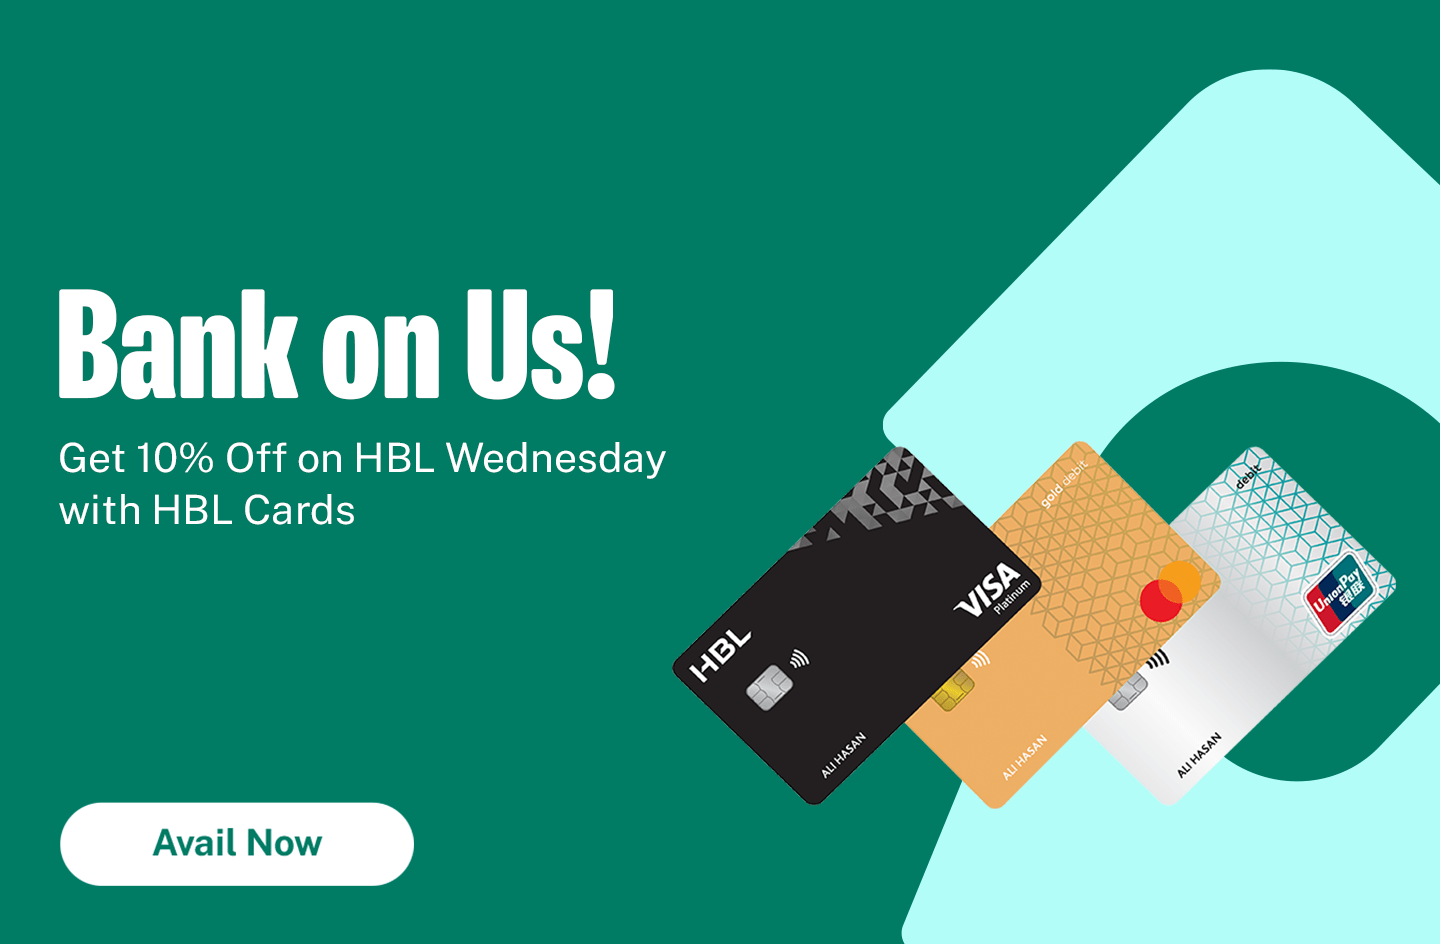 Bank on Us!
Get 10% Off on HBL Wednesday
with HBL Cards
HBL
VISA
Platinum
ALI HASAN
gold debit
ALI HASAN
debit
UnionPay
银联
ALI HASAN
Avail Now